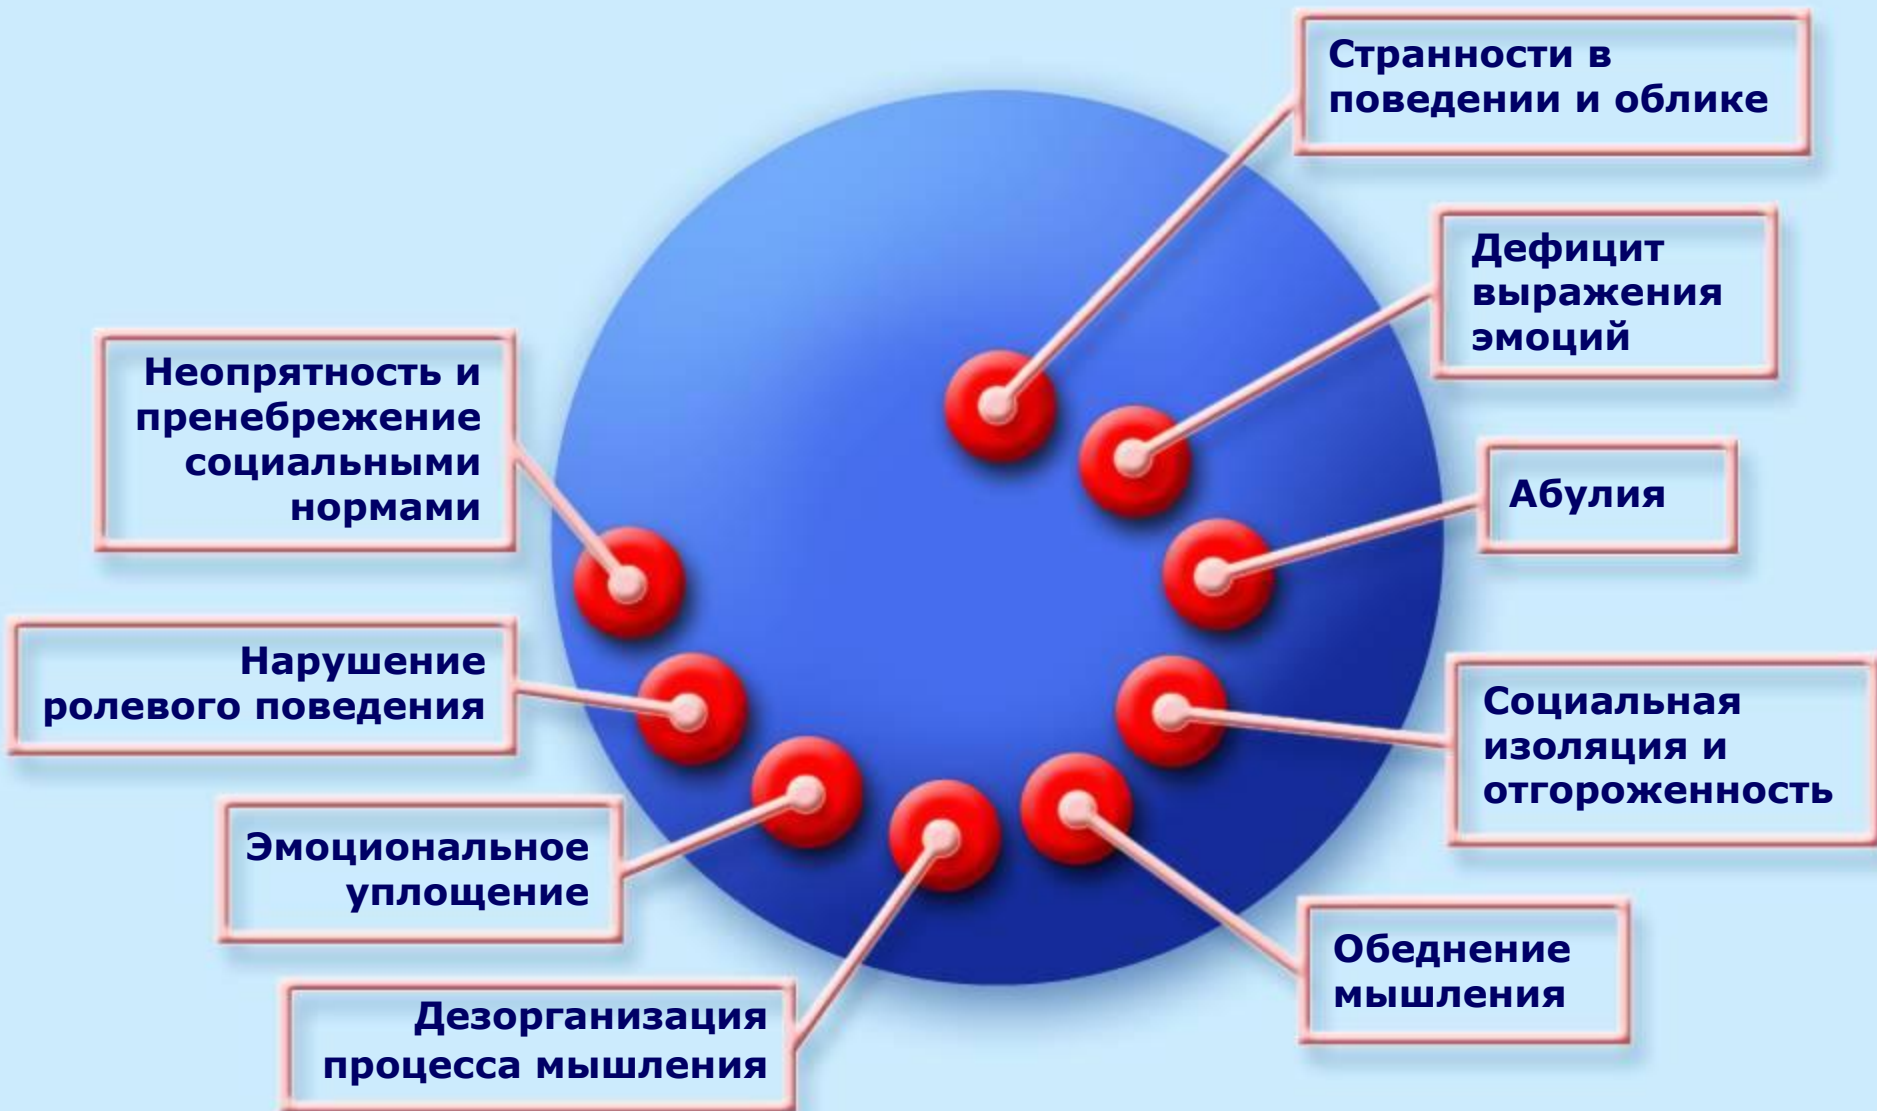 Странности в
поведении и облике
Дефицит
выражения
эмоций
Абулия
Социальная
изоляция и
отгороженность
Обеднение
мышления
Дезорганизация
процесса мышления
Эмоциональное
уплощение
Нарушение
ролевого поведения
Неопрятность и
пренебрежение
социальными
нормами